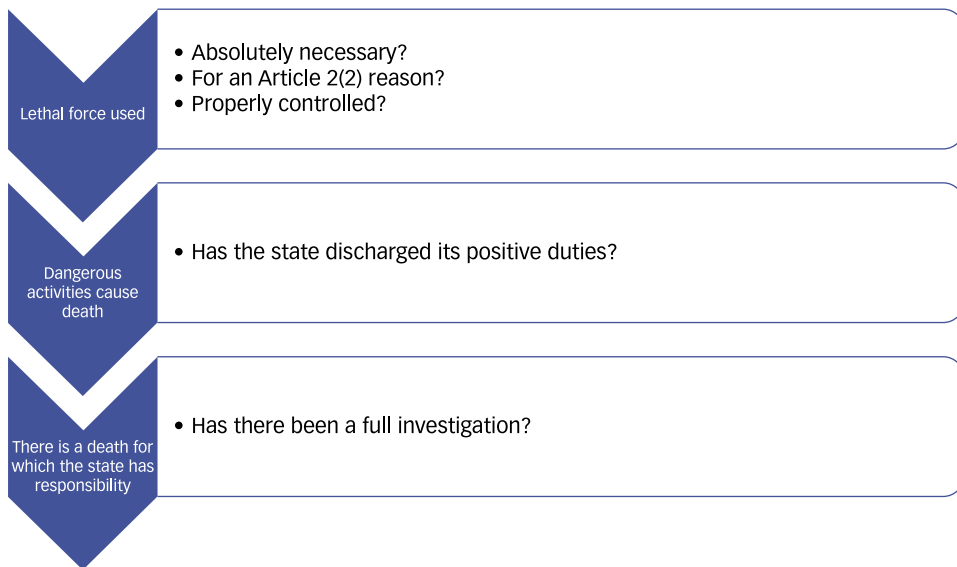 Lethal force used
• Absolutely necessary?
• For an Article 2(2) reason?
• Properly controlled?
Dangerous
activities cause
death
• Has the state discharged its positive duties?
There is a death for
which the state has
responsibility
• Has there been a full investigation?